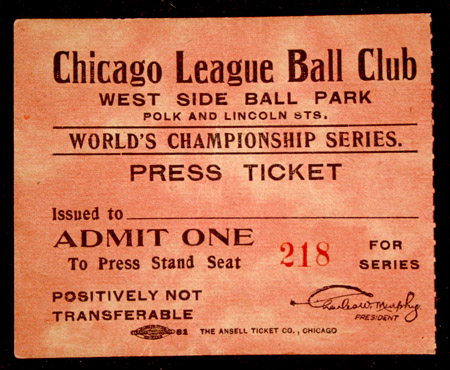 Chicago League Ball Club
WEST SIDE BALL PARK
POLK AND LINCOLN STS.
WORLD'S CHAMPIONSHIP SERIES.
PRESS TICKET
Issued to
ADMIT ONE
To Press Stand Seat
218
FOR
SERIES
POSITIVELY NOT
TRANSFERABLE
Charles W. Murphy
PRESIDENT
81 THE ANSELL TICKET CO., CHICAGO